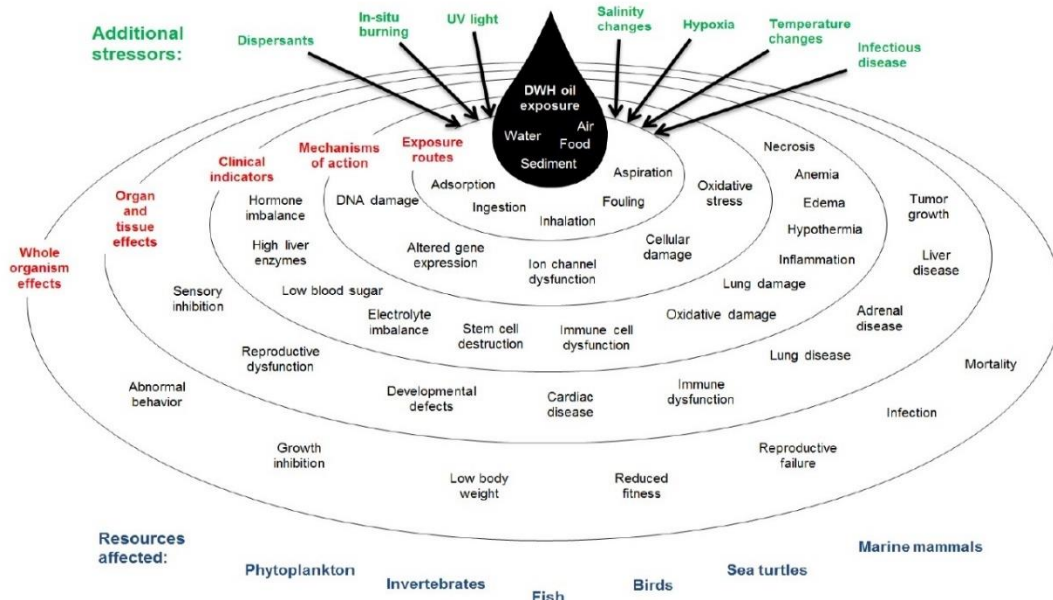 Additional
stressors:
Dispersants
In-situ
burning
UV light
Salinity
changes
Hypoxia
Temperature
changes
Infectious
disease
DWH oil
exposure
Water
Air
Food
Sediment
Exposure
routes
Adsorption
Ingestion
Inhalation
Fouling
Aspiration
Mechanisms
of action
DNA damage
Altered gene
expression
Ion channel
dysfunction
Cellular
damage
Oxidative
stress
Clinical
indicators
Hormone
imbalance
High liver
enzymes
Low blood sugar
Electrolyte
imbalance
Stem cell
destruction
Immune cell
dysfunction
Oxidative damage
Lung damage
Inflammation
Hypothermia
Edema
Anemia
Necrosis
Organ
and
tissue
effects
Sensory
inhibition
Reproductive
dysfunction
Developmental
defects
Cardiac
disease
Immune
dysfunction
Lung disease
Adrenal
disease
Liver
disease
Tumor
growth
Whole
organism
effects
Abnormal
behavior
Growth
inhibition
Low body
weight
Reduced
fitness
Reproductive
failure
Infection
Mortality
Resources
affected:
Phytoplankton
Invertebrates
Fish
Birds
Sea turtles
Marine mammals